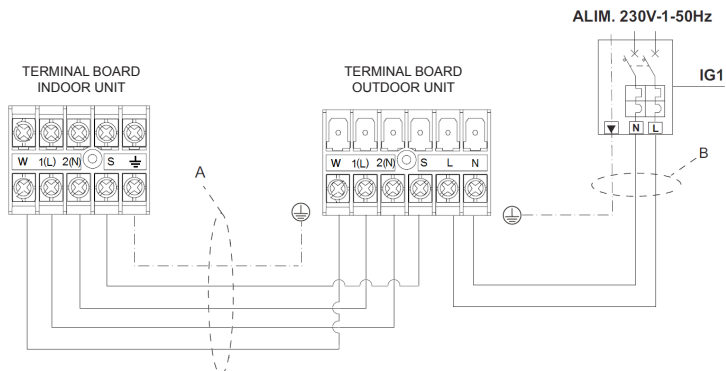 ALIM. 230V-1-50Hz
IG1
TERMINAL BOARD
INDOOR UNIT
TERMINAL BOARD
OUTDOOR UNIT
N L
W 1(L) 2(N) S
W 1(L) 2(N) S L N
A
B